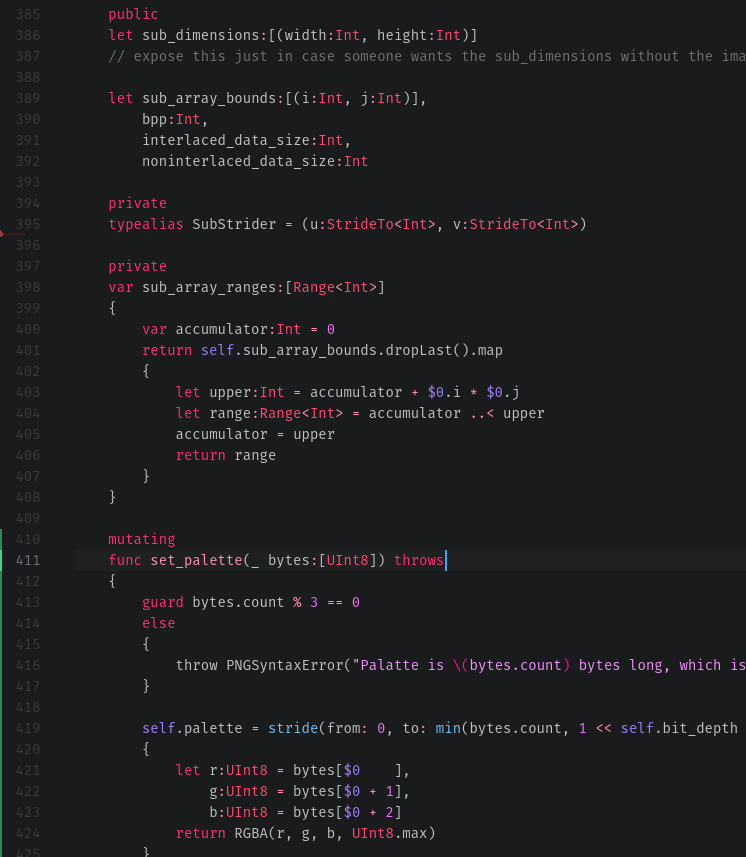 385 public
386 let sub_dimensions:[(width:Int, height:Int)]
387 // expose this just in case someone wants the sub_dimensions without the ima
388
389 let sub_array_bounds:[(i:Int, j:Int)],
390 bpp:Int,
391 interlaced_data_size:Int,
392 noninterlaced_data_size:Int
393
394 private
395 typealias SubStrider = (u:StrideTo<Int>, v:StrideTo<Int>)
396
397 private
398 var sub_array_ranges:[Range<Int>]
399 {
400 var accumulator:Int = 0
401 return self.sub_array_bounds.dropLast().map
402 {
403 let upper:Int = accumulator + $0.i * $0.j
404 let range:Range<Int> = accumulator ..< upper
405 accumulator = upper
406 return range
407 }
408 }
409
410 mutating
411 func set_palette(_ bytes:[UInt8]) throws
412 {
413 guard bytes.count % 3 == 0
414 else
415 {
416 throw PNGSyntaxError("Palatte is \(bytes.count) bytes long, which is
417 }
418
419 self.palette = stride(from: 0, to: min(bytes.count, 1 << self.bit_depth
420 {
421 let r:UInt8 = bytes[$0    ],
422 g:UInt8 = bytes[$0 + 1],
423 b:UInt8 = bytes[$0 + 2]
424 return RGBA(r, g, b, UInt8.max)
425 }